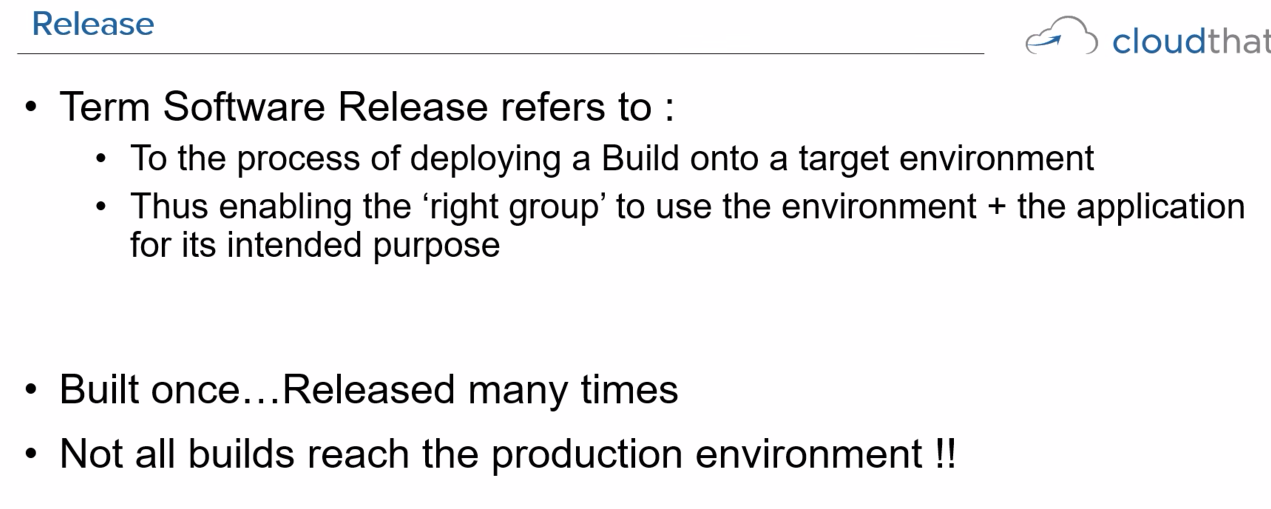 Release
cloudthat
• Term Software Release refers to :
• To the process of deploying a Build onto a target environment
• Thus enabling the ‘right group’ to use the environment + the application
for its intended purpose
• Built once…Released many times
• Not all builds reach the production environment !!